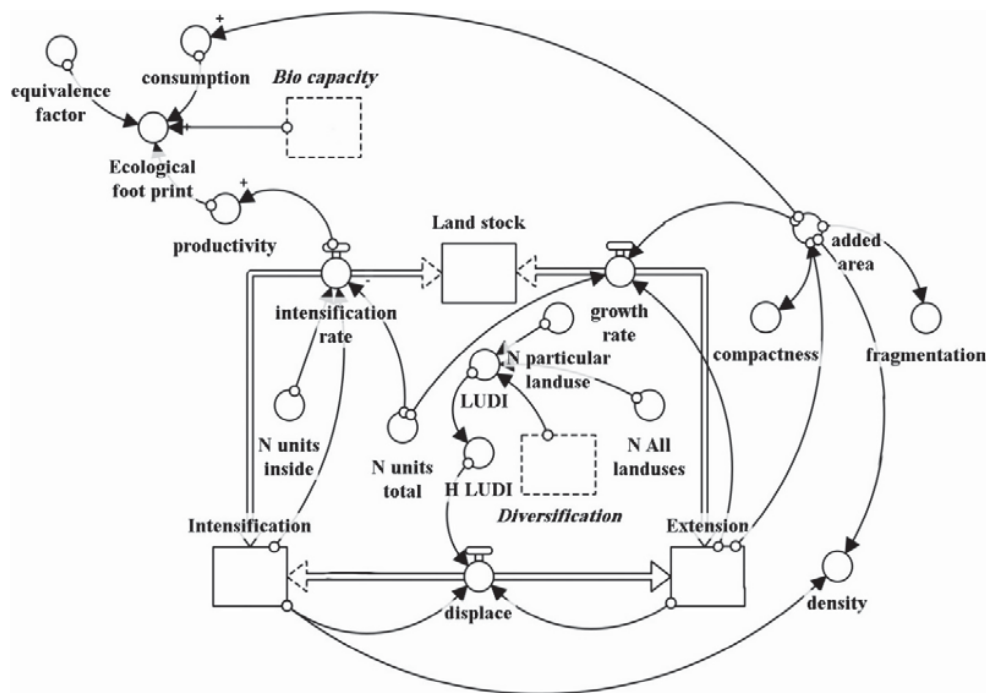 +
+
equivalence
factor
consumption
Bio capacity
+
Ecological
foot print
+
productivity
Land stock
added
area
intensification
rate
growth
rate
compactness
fragmentation
N particular
landuse
LUDI
N units
inside
N units
total
H LUDI
N All
landuses
Diversification
Intensification
Extension
displace
density